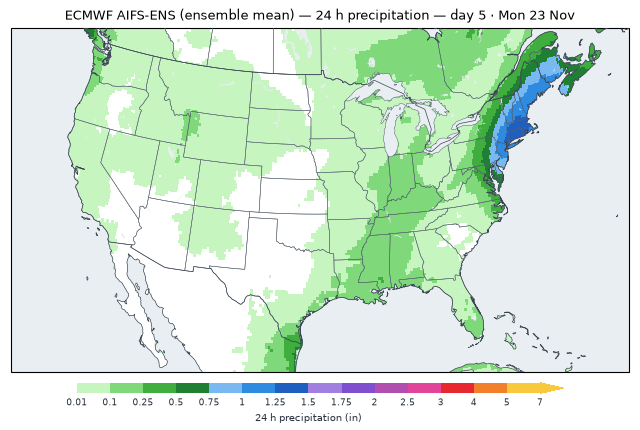 ECMWF AIFS-ENS (ensemble mean) — 24 h precipitation — day 5 · Mon 23 Nov
0.01 0.1 0.25 0.5 0.75 1 1.25 1.5 1.75 2 2.5 3 4 5 7
24 h precipitation (in)